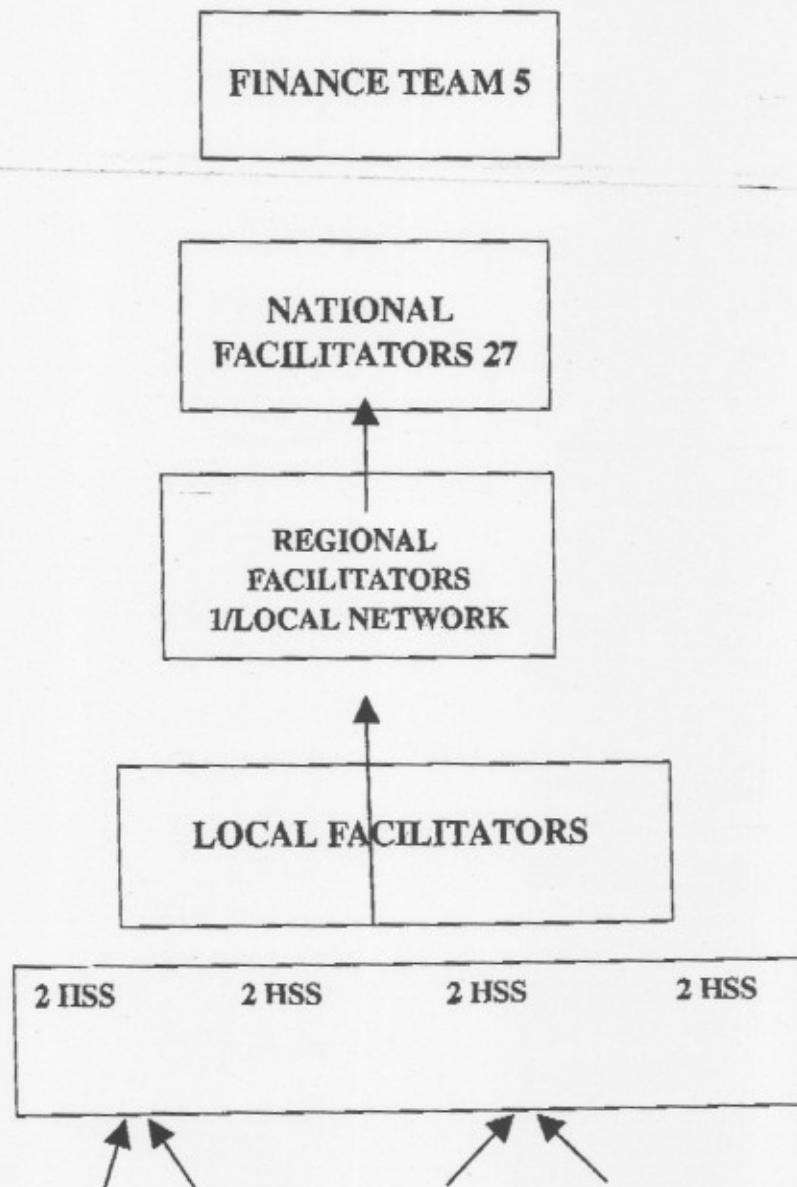 FINANCE TEAM 5
NATIONAL
FACILITATORS 27
REGIONAL
FACILITATORS
1/LOCAL NETWORK
LOCAL FACILITATORS
2 HSS 2 HSS 2 HSS 2 HSS